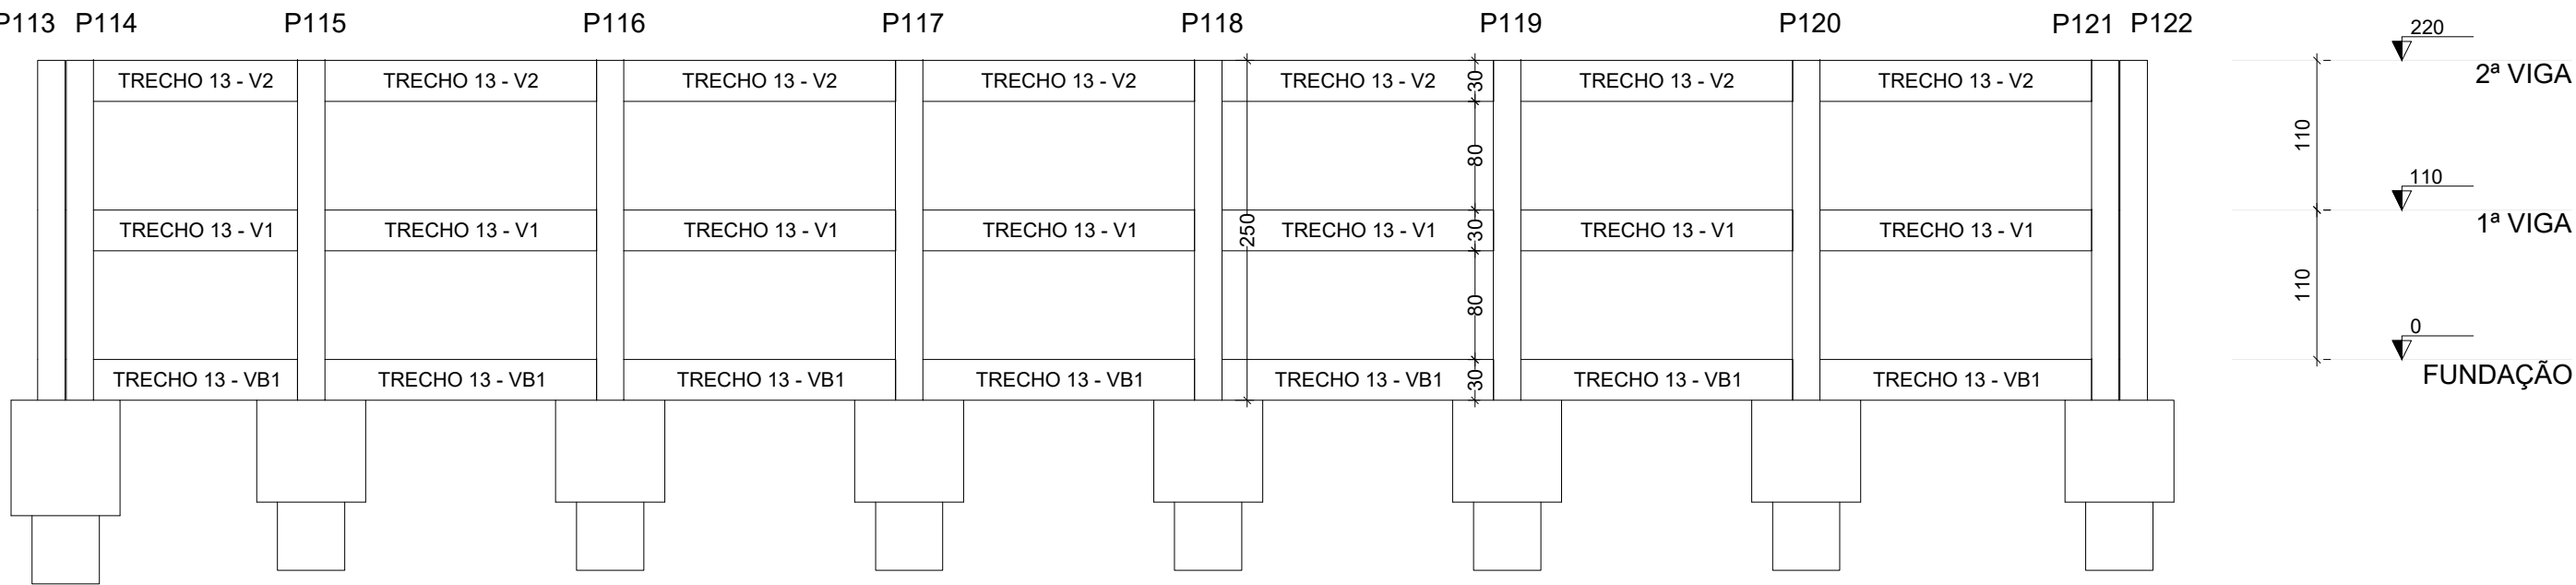 P113 P114 P115 P116 P117 P118 P119 P120 P121 P122
220
TRECHO 13 - V2 TRECHO 13 - V2 TRECHO 13 - V2 TRECHO 13 - V2 TRECHO 13 - V2 TRECHO 13 - V2 TRECHO 13 - V2
30
2ª VIGA
80
110
110
TRECHO 13 - V1 TRECHO 13 - V1 TRECHO 13 - V1 TRECHO 13 - V1 TRECHO 13 - V1 TRECHO 13 - V1 TRECHO 13 - V1
250
30
1ª VIGA
80
110
0
TRECHO 13 - VB1 TRECHO 13 - VB1 TRECHO 13 - VB1 TRECHO 13 - VB1 TRECHO 13 - VB1 TRECHO 13 - VB1 TRECHO 13 - VB1
30
FUNDAÇÃO